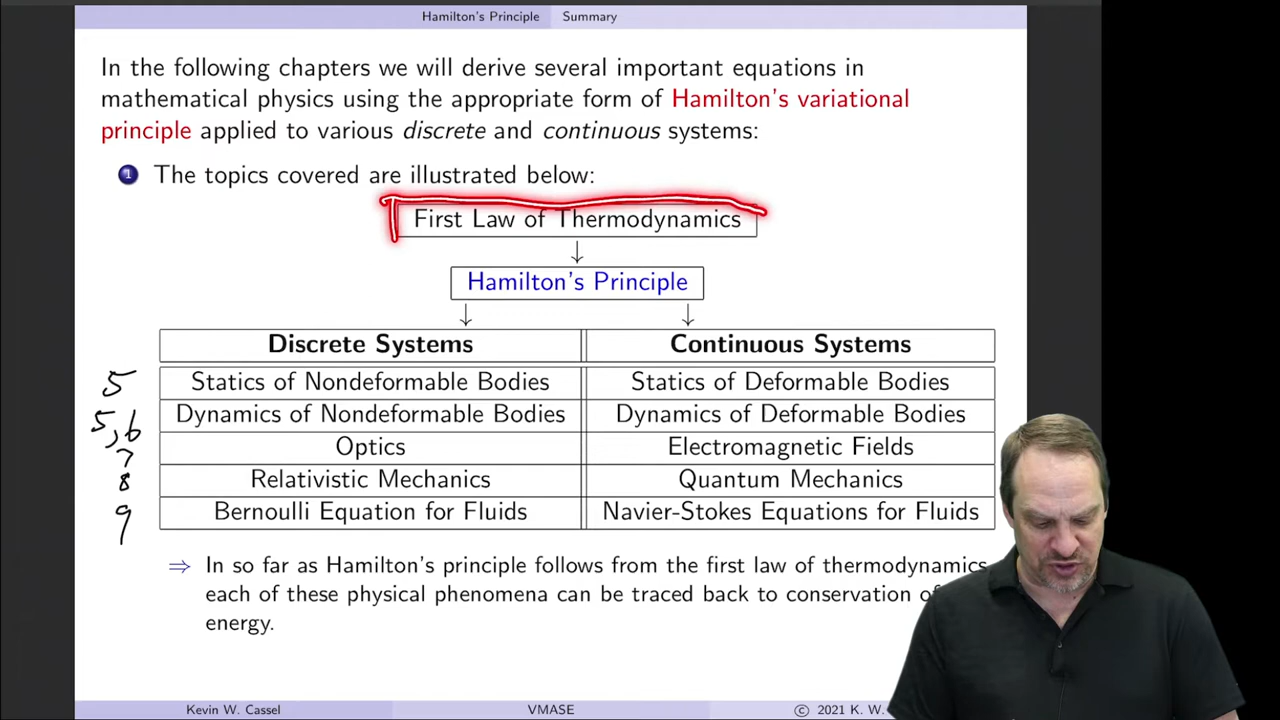 Hamilton's Principle Summary
In the following chapters we will derive several important equations in
mathematical physics using the appropriate form of Hamilton's variational
principle applied to various discrete and continuous systems:
1 The topics covered are illustrated below:
First Law of Thermodynamics
↓
Hamilton's Principle
↓ ↓
Discrete Systems Continuous Systems
5 Statics of Nondeformable Bodies Statics of Deformable Bodies
5,6 Dynamics of Nondeformable Bodies Dynamics of Deformable Bodies
7 Optics Electromagnetic Fields
8 Relativistic Mechanics Quantum Mechanics
9 Bernoulli Equation for Fluids Navier-Stokes Equations for Fluids
⇒ In so far as Hamilton's principle follows from the first law of thermodynamics
each of these physical phenomena can be traced back to conservation
energy.
Kevin W. Cassel VMASE © 2021 K. W.